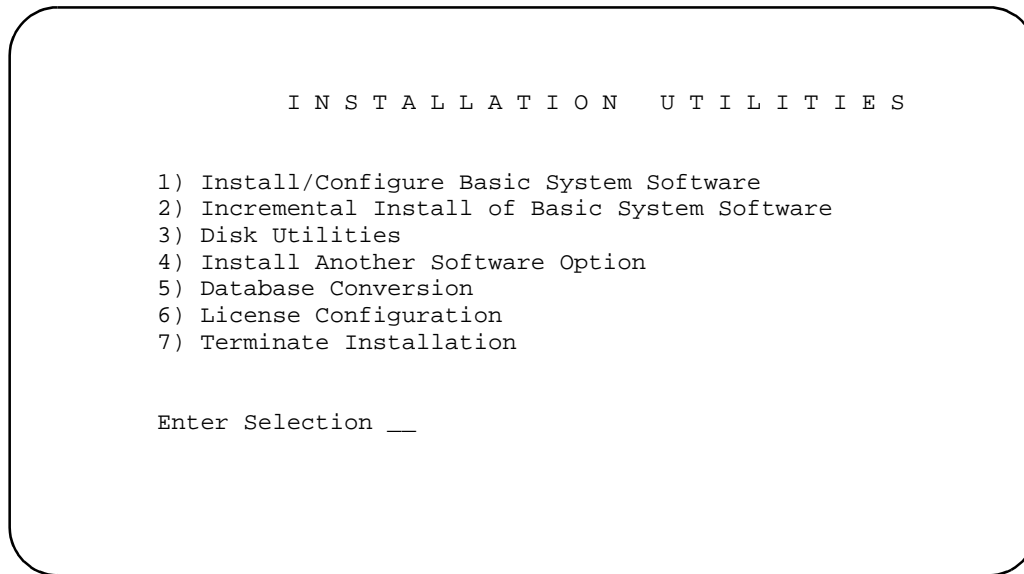 I N S T A L L A T I O N   U T I L I T I E S
1) Install/Configure Basic System Software
2) Incremental Install of Basic System Software
3) Disk Utilities
4) Install Another Software Option
5) Database Conversion
6) License Configuration
7) Terminate Installation
Enter Selection __